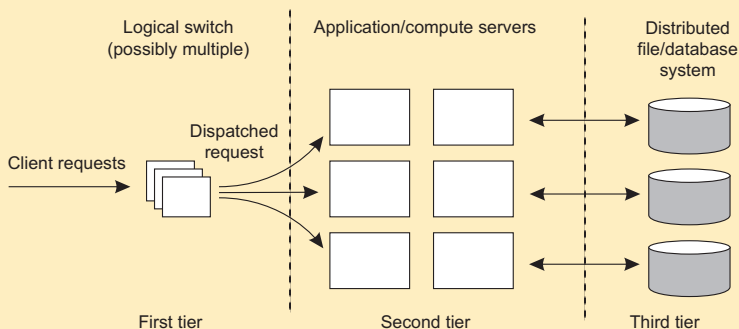 Logical switch
(possibly multiple)
Application/compute servers
Distributed
file/database
system
Dispatched
request
Client requests
First tier
Second tier
Third tier